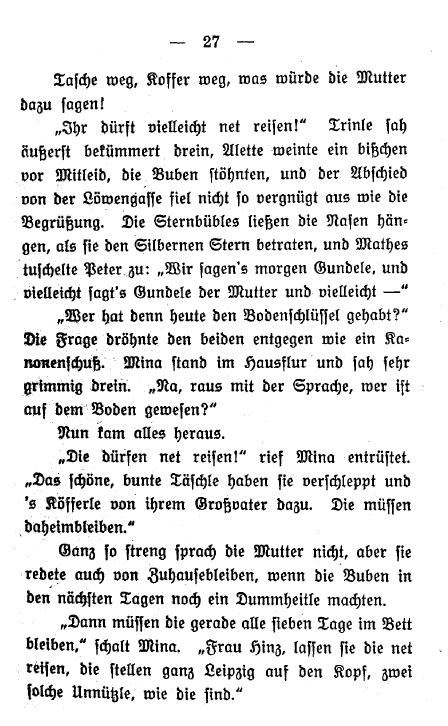 — 27 —
Tasche weg, Koffer weg, was würde die Mutter
dazu sagen!
„Ihr dürft vielleicht net reisen!“ Trinle sah
äußerst bekümmert drein, Alette weinte ein bißchen
vor Mitleid, die Buben stöhnten, und der Abschied
von der Löwengasse fiel nicht so vergnügt aus wie die
Begrüßung. Die Sternbübles ließen die Nasen hän-
gen, als sie den Silbernen Stern betraten, und Mathes
tuschelte Peter zu: „Wir sagen's morgen Gundele, und
vielleicht sagt's Gundele der Mutter und vielleicht —“
„Wer hat denn heute den Bodenschlüssel gehabt?“
Die Frage dröhnte den beiden entgegen wie ein Ka-
nonenschuß. Mina stand im Hausflur und sah sehr
grimmig drein. „Na, raus mit der Sprache, wer ist
auf dem Boden gewesen?“
Nun kam alles heraus.
„Die dürfen net reisen!“ rief Mina entrüstet.
„Das schöne, bunte Täschle haben sie verschleppt und
's Köfferle von ihrem Großvater dazu. Die müssen
daheimbleiben.“
Ganz so streng sprach die Mutter nicht, aber sie
redete auch von Zuhausebleiben, wenn die Buben in
den nächsten Tagen noch ein Dummheitle machten.
„Dann müssen die gerade alle sieben Tage im Bett
bleiben,“ schalt Mina. „Frau Hinz, lassen sie die net
reisen, die stellen ganz Leipzig auf den Kopf, zwei
solche Unnützle, wie die sind.“